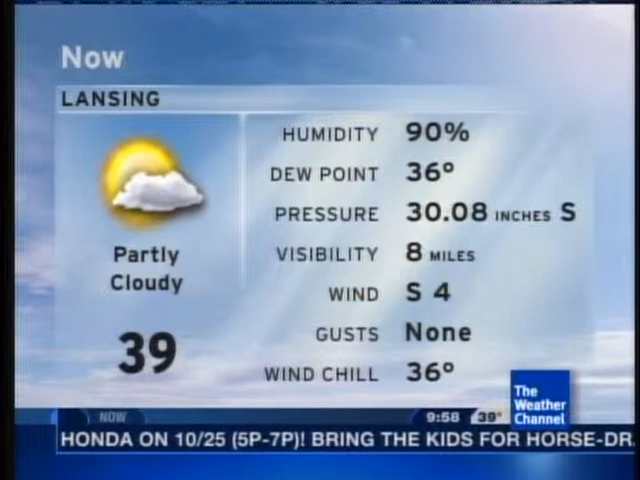 Now
LANSING
Partly
Cloudy
39
HUMIDITY 90%
DEW POINT 36°
PRESSURE 30.08 INCHES S
VISIBILITY 8 MILES
WIND S 4
GUSTS None
WIND CHILL 36°
The
Weather
Channel
NOW 9:58 39°
HONDA ON 10/25 (5P-7P)! BRING THE KIDS FOR HORSE-DR